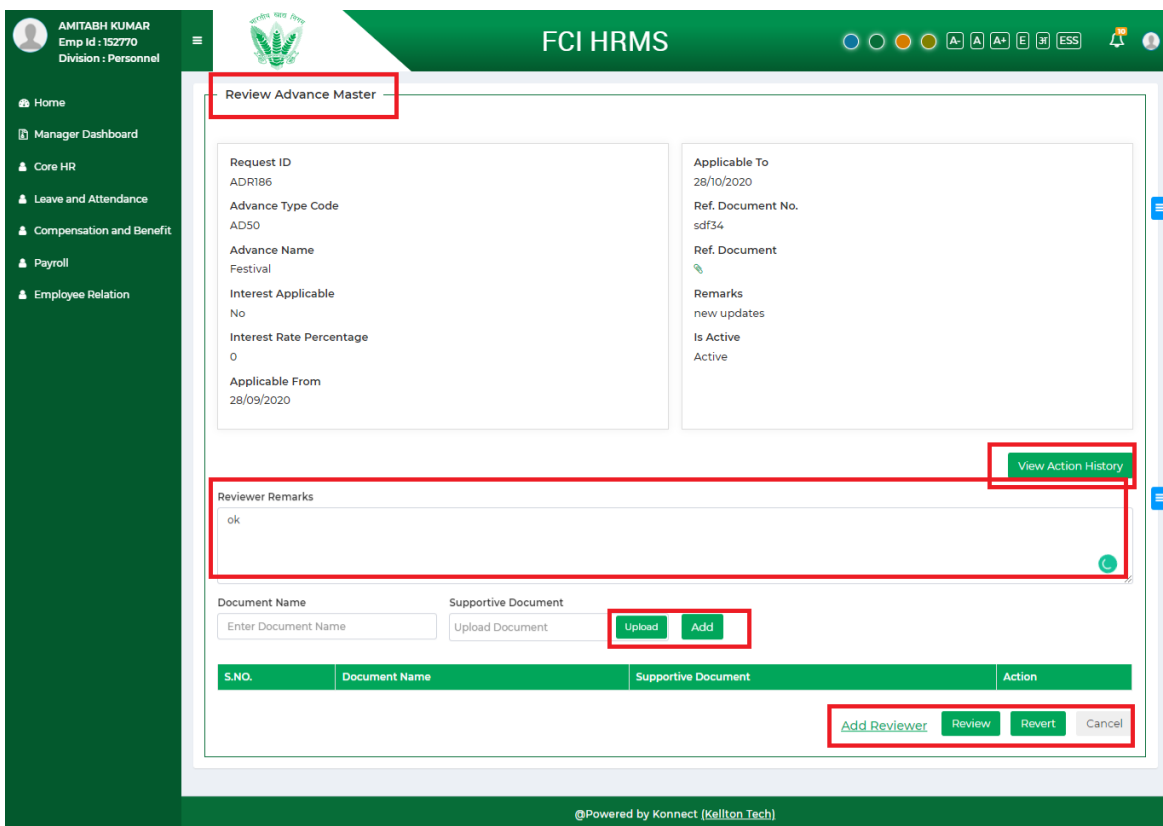 AMITABH KUMAR
Emp Id : 152770
Division : Personnel
Home
Manager Dashboard
Core HR
Leave and Attendance
Compensation and Benefit
Payroll
Employee Relation
FCI HRMS
A- A A+ E अ ESS
10
Review Advance Master
Request ID
ADR186
Advance Type Code
AD50
Advance Name
Festival
Interest Applicable
No
Interest Rate Percentage
0
Applicable From
28/09/2020
Applicable To
28/10/2020
Ref. Document No.
sdf34
Ref. Document
Remarks
new updates
Is Active
Active
View Action History
Reviewer Remarks
ok
Document Name
Supportive Document
Enter Document Name
Upload Document
Upload
Add
S.NO. Document Name Supportive Document Action
Add Reviewer Review Revert Cancel
@Powered by Konnect (Kellton Tech)